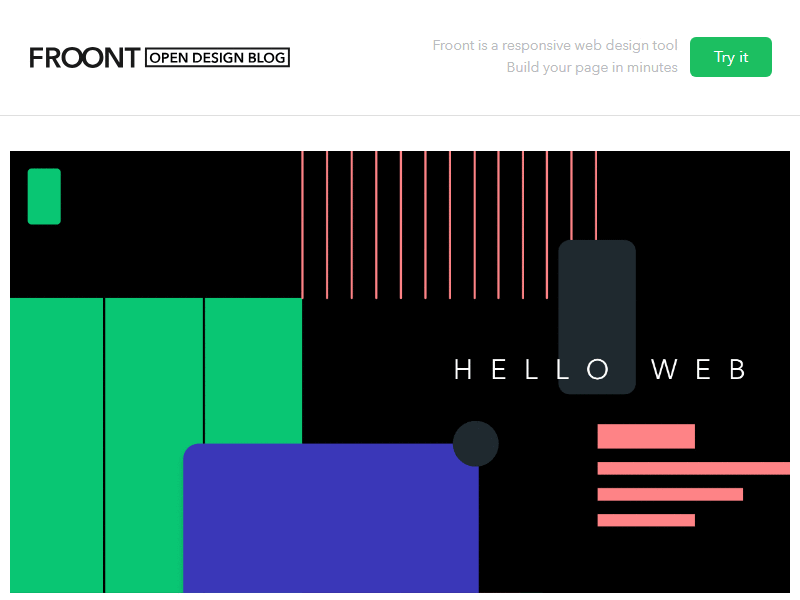 FROONT OPEN DESIGN BLOG
Froont is a responsive web design tool
Build your page in minutes
Try it
HELLO WEB